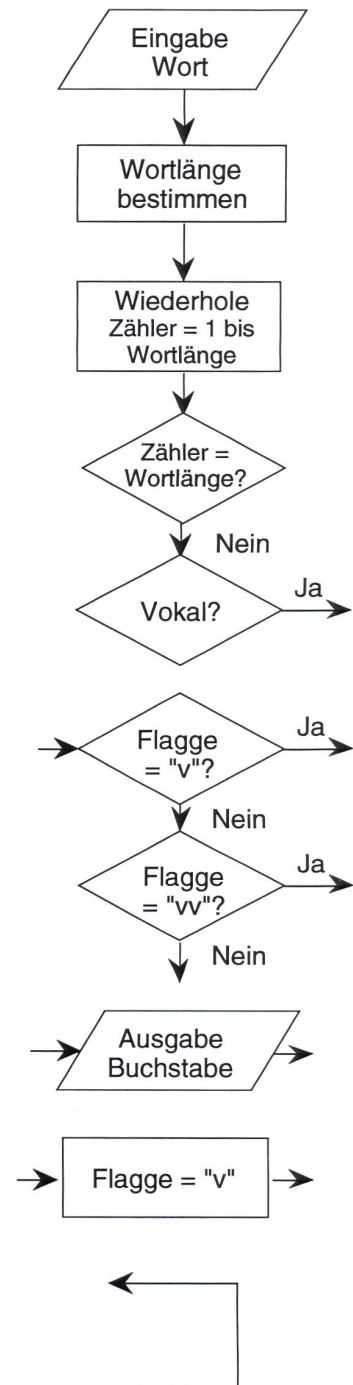 Eingabe
Wort
Wortlänge
bestimmen
Wiederhole
Zähler = 1 bis
Wortlänge
Zähler =
Wortlänge?
Nein
Vokal?
Ja
Flagge
= "v"?
Ja
Nein
Flagge
= "vv"?
Ja
Nein
Ausgabe
Buchstabe
Flagge = "v"